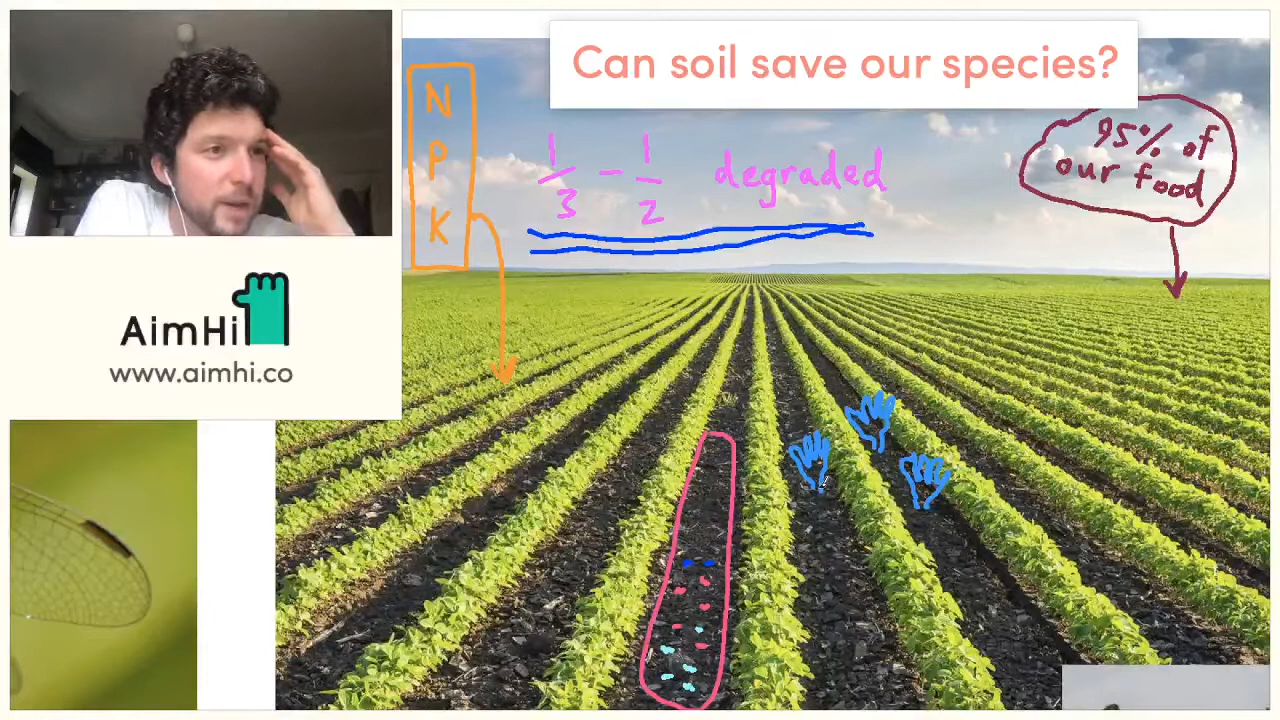 Can soil save our species?
N
P
K
1/3 - 1/2 degraded
95% of
our food
AimHi
www.aimhi.co